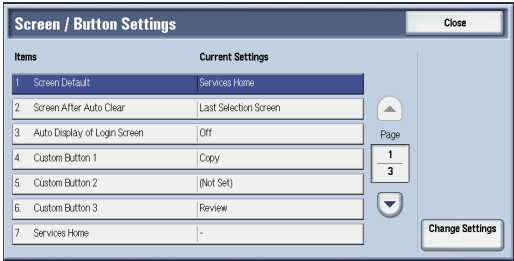 Screen / Button Settings
Close
Items Current Settings
1. Screen Default Services Home
2. Screen After Auto Clear Last Selection Screen
3. Auto Display of Login Screen Off
4. Custom Button 1 Copy
5. Custom Button 2 (Not Set)
6. Custom Button 3 Review
7. Services Home -
Page
1
3
Change Settings